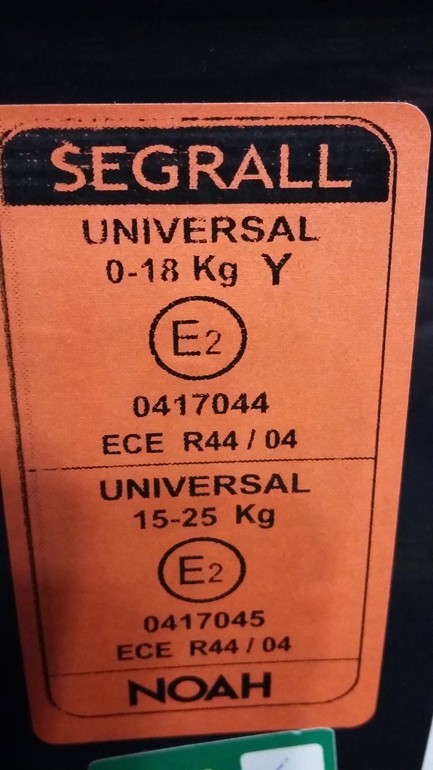 SEGRALL
UNIVERSAL
0-18 Kg Y
E2
0417044
ECE R44 / 04
UNIVERSAL
15-25 Kg
E2
0417045
ECE R44 / 04
NOAH